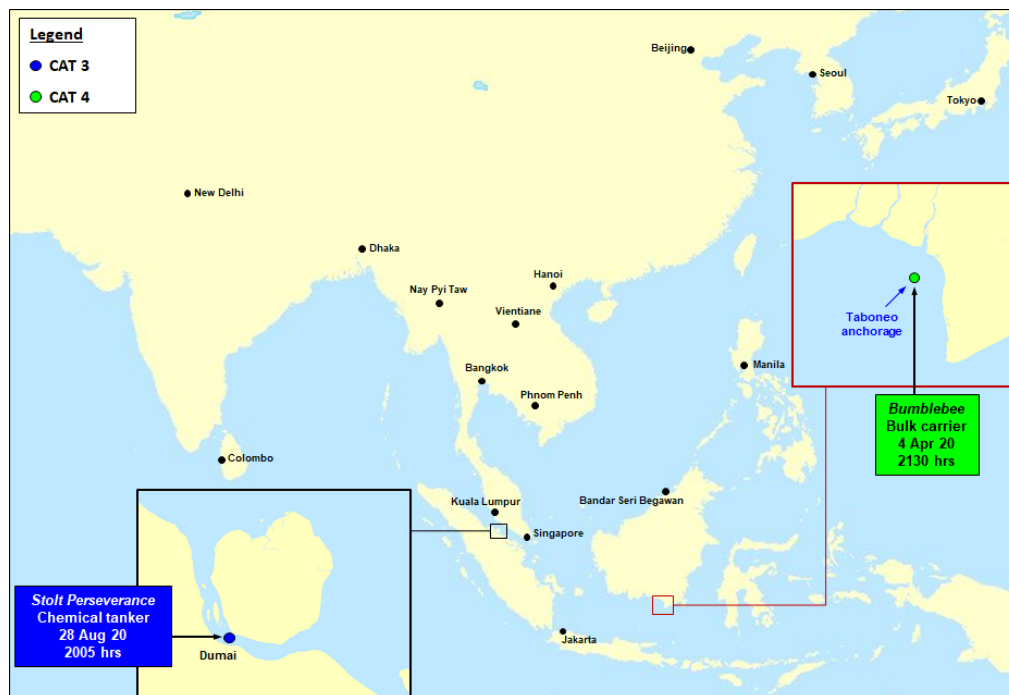 Legend
CAT 3
CAT 4
Beijing
Seoul
Tokyo
New Delhi
Dhaka
Nay Pyi Taw
Hanoi
Vientiane
Taboneo
anchorage
Manila
Bangkok
Phnom Penh
Bumblebee
Bulk carrier
4 Apr 20
2130 hrs
Colombo
Kuala Lumpur
Bandar Seri Begawan
Singapore
Stolt Perseverance
Chemical tanker
28 Aug 20
2005 hrs
Dumai
Jakarta